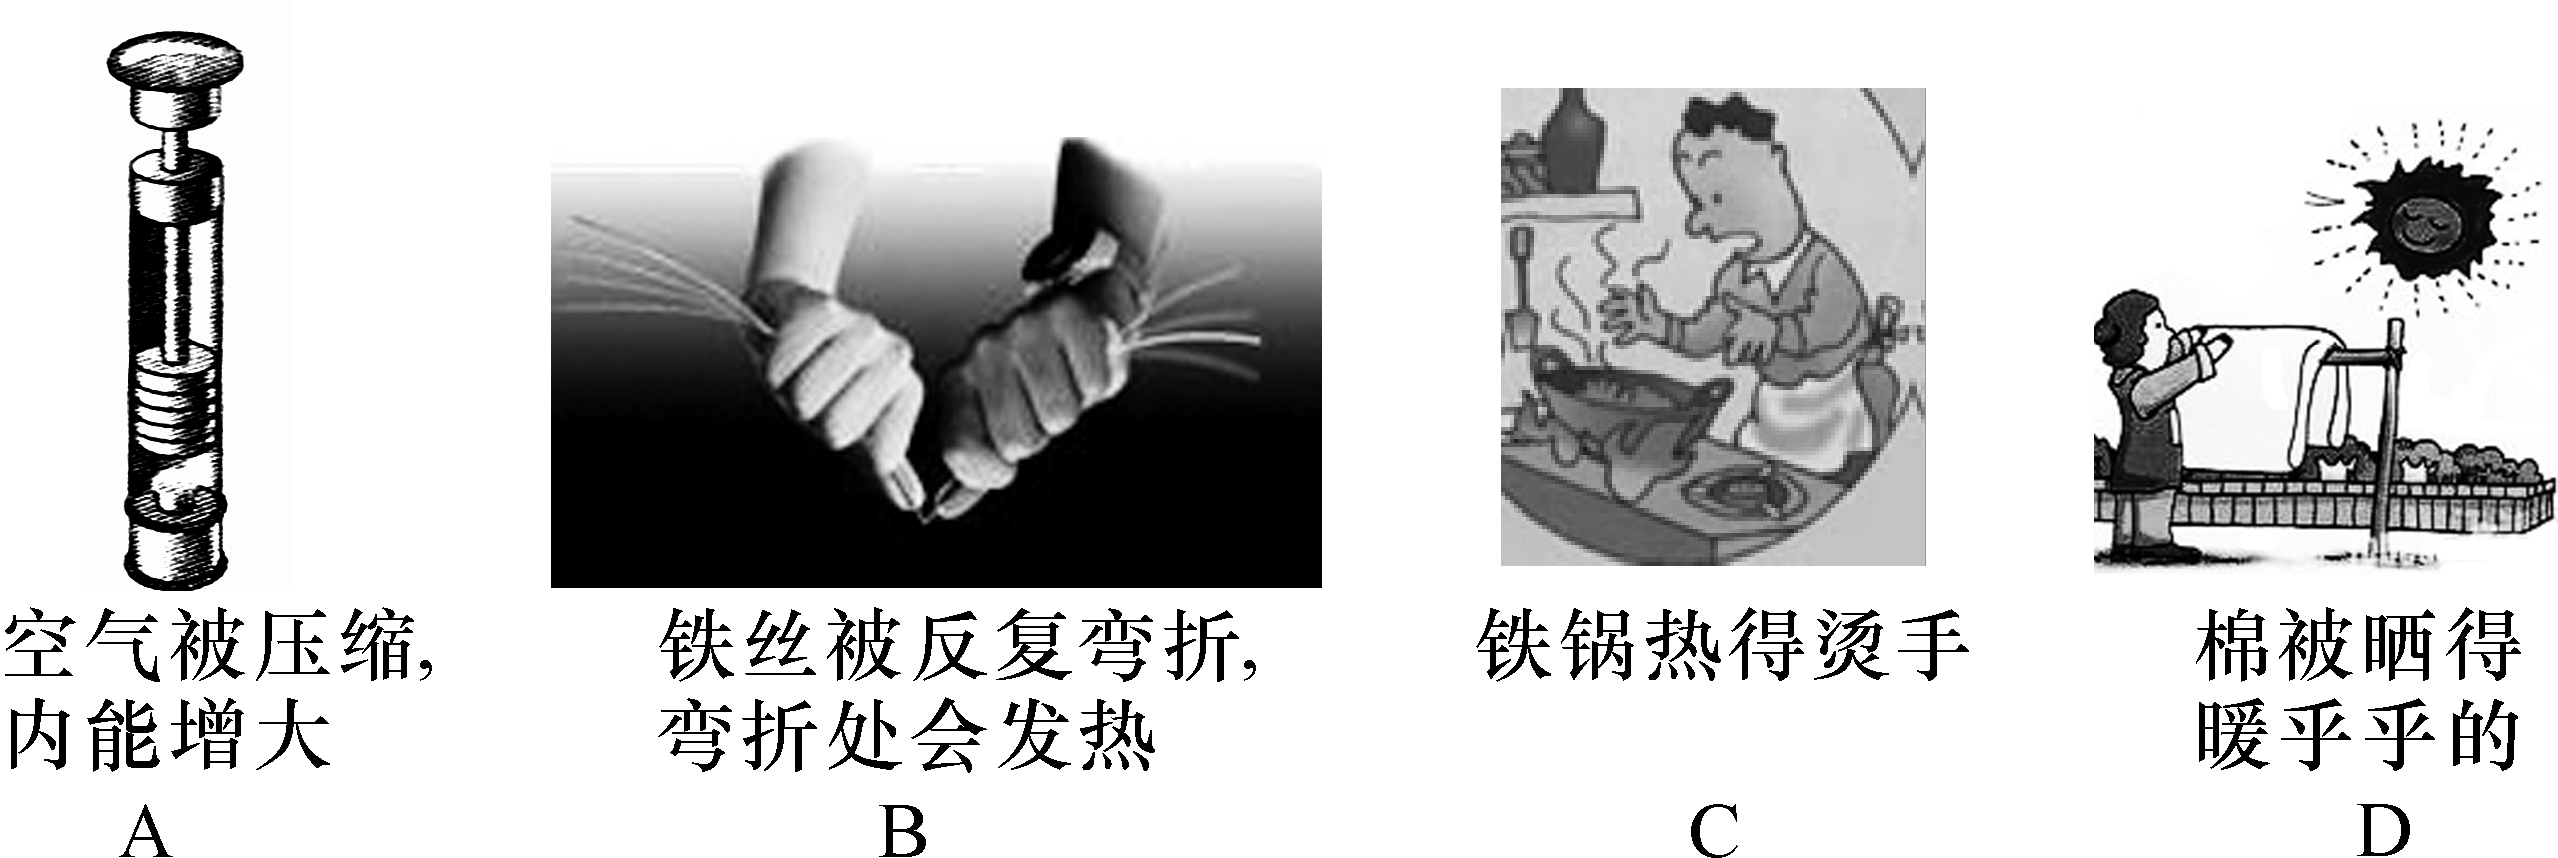 空气被压缩,
内能增大
A
铁丝被反复弯折,
弯折处会发热
B
铁锅热得烫手
C
棉被晒得
暖乎乎的
D